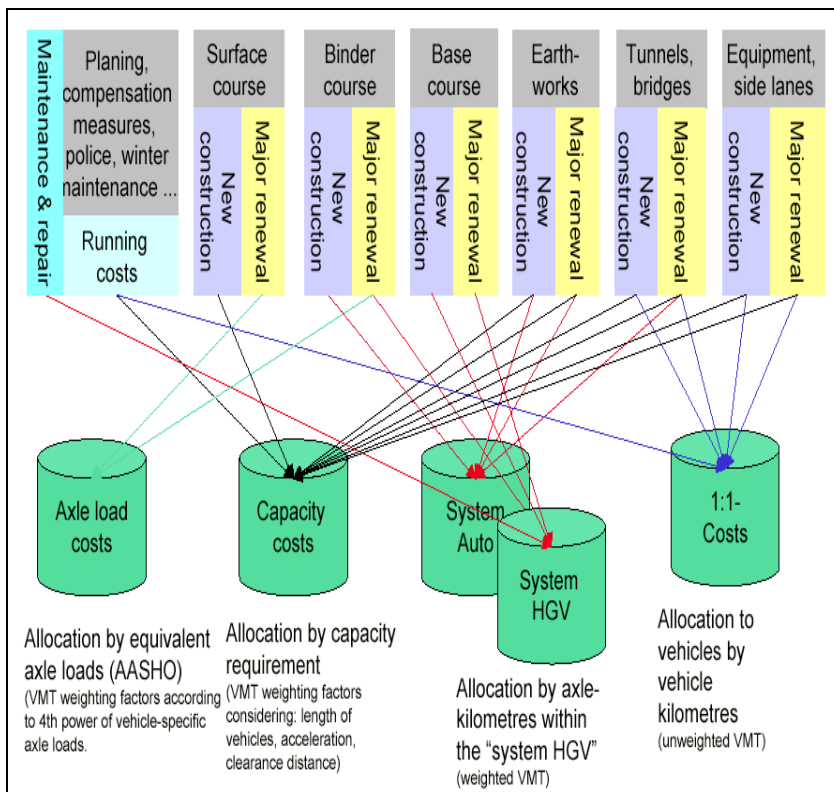 Maintenance & repair
Planing,
compensation
measures,
police, winter
maintenance ...
Running
costs
Surface
course
New
construction
Major renewal
Binder
course
New
construction
Major renewal
Base
course
New
construction
Major renewal
Earth-
works
New
construction
Major renewal
Tunnels,
bridges
New
construction
Major renewal
Equipment,
side lanes
New
construction
Major renewal
Axle load
costs
Capacity
costs
System
Auto
System
HGV
1:1-
Costs
Allocation by equivalent
axle loads (AASHO)
(VMT weighting factors according
to 4th power of vehicle-specific
axle loads.
Allocation by capacity
requirement
(VMT weighting factors
considering: length of
vehicles, acceleration,
clearance distance)
Allocation by axle-
kilometres within
the “system HGV”
(weighted VMT)
Allocation to
vehicles by
vehicle
kilometres
(unweighted VMT)